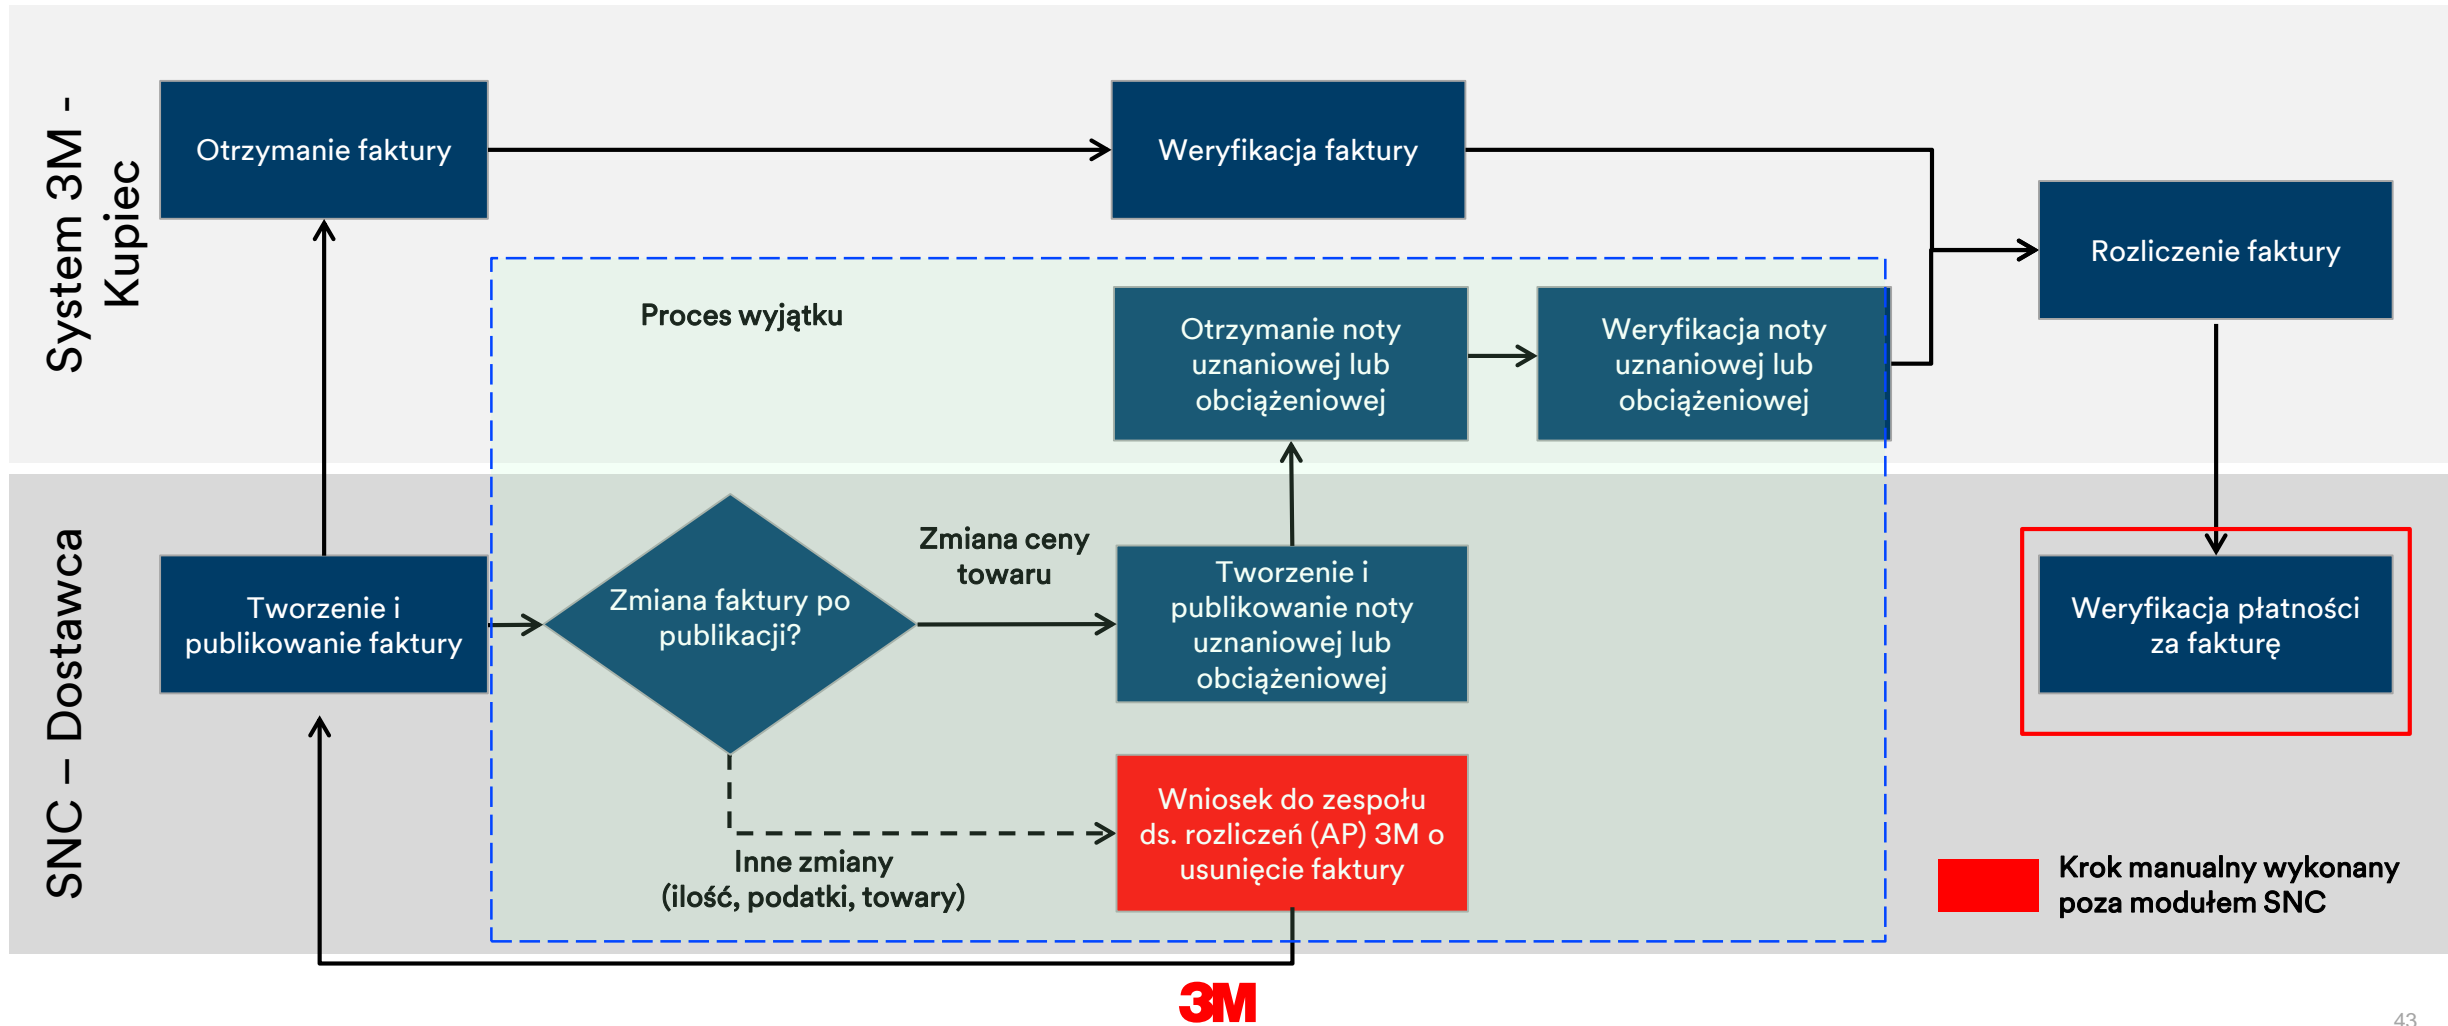 System 3M -
Kupiec
Otrzymanie faktury
Weryfikacja faktury
Rozliczenie faktury
Proces wyjątku
Otrzymanie noty
uznaniowej lub
obciążeniowej
Weryfikacja noty
uznaniowej lub
obciążeniowej
SNC – Dostawca
Tworzenie i
publikowanie faktury
Zmiana faktury po
publikacji?
Zmiana ceny
towaru
Tworzenie i
publikowanie noty
uznaniowej lub
obciążeniowej
Weryfikacja płatności
za fakturę
Inne zmiany
(ilość, podatki, towary)
Wniosek do zespołu
ds. rozliczeń (AP) 3M o
usunięcie faktury
Krok manualny wykonany
poza modułem SNC
3M
43